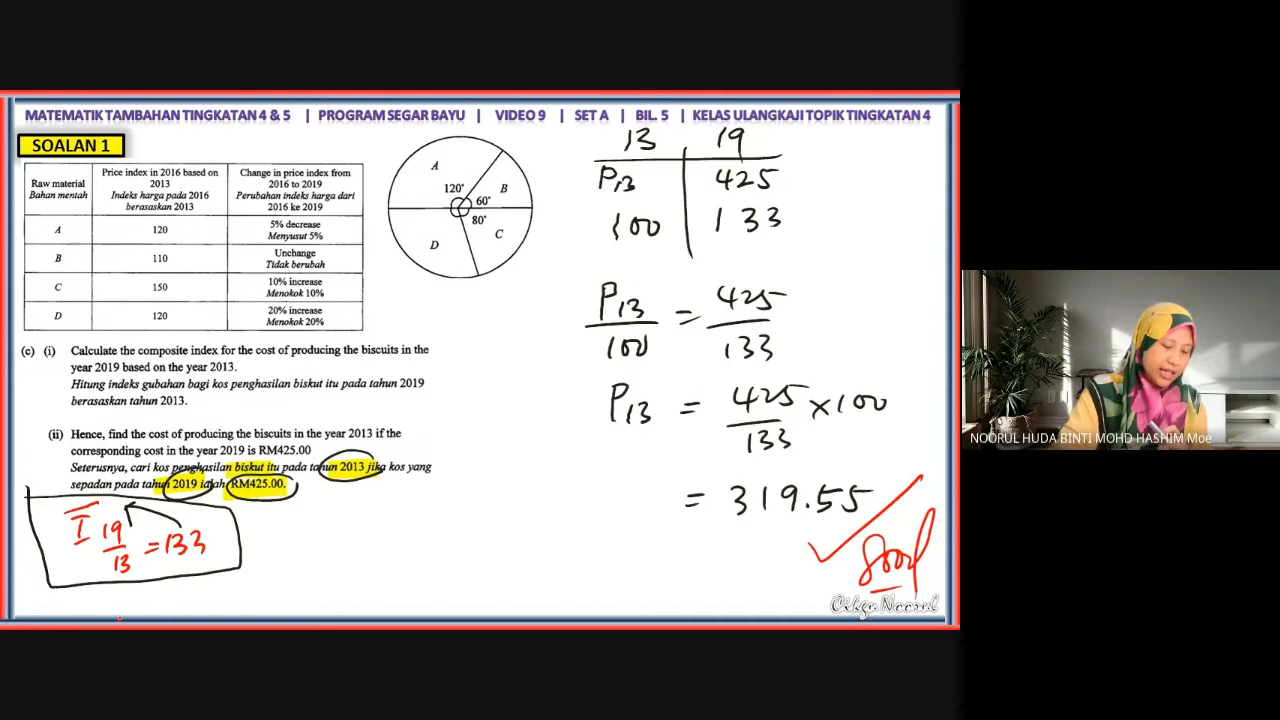 MATEMATIK TAMBAHAN TINGKATAN 4 & 5 | PROGRAM SEGAR BAYU | VIDEO 9 | SET A | BIL. 5 | KELAS ULANGKAJI TOPIK TINGKATAN 4
SOALAN 1
Raw material
Bahan mentah
Price index in 2016 based on 2013
Indeks harga pada 2016 berasaskan 2013
Change in price index from 2016 to 2019
Perubahan indeks harga dari 2016 ke 2019
A 120 5% decrease
Menyusut 5%
B 110 Unchange
Tidak berubah
C 150 10% increase
Menokok 10%
D 120 20% increase
Menokok 20%
A
120°
60°
B
80°
C
D
(c) (i) Calculate the composite index for the cost of producing the biscuits in the
year 2019 based on the year 2013.
Hitung indeks gubahan bagi kos penghasilan biskut itu pada tahun 2019
berasaskan tahun 2013.
(ii) Hence, find the cost of producing the biscuits in the year 2013 if the
corresponding cost in the year 2019 is RM425.00
Seterusnya, cari kos penghasilan biskut itu pada tahun 2013 jika kos yang
sepadan pada tahun 2019 ialah RM425.00.
I 19/13 = 133
13 19
P13 425
100 133
P13/100 = 425/133
P13 = 425/133 × 100
= 319.55
Good
Cikgu Noorul
NOORUL HUDA BINTI MOHD HASHIM Moe